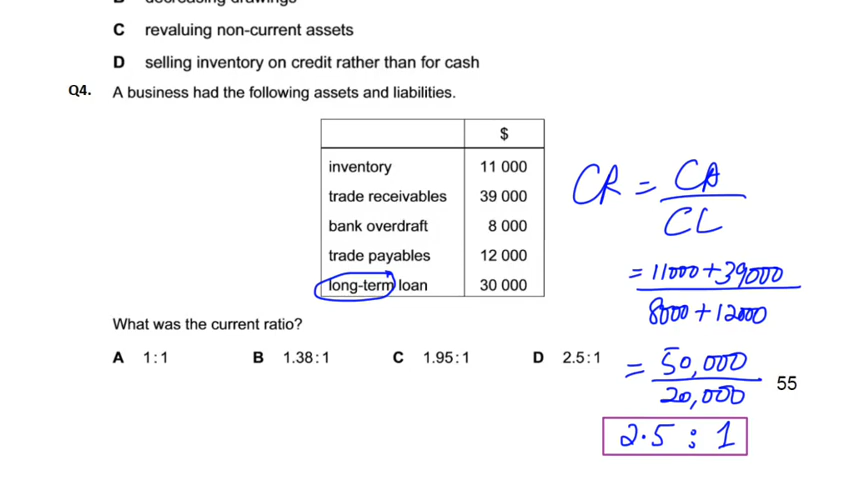 B decreasing drawings
C revaluing non-current assets
D selling inventory on credit rather than for cash
Q4. A business had the following assets and liabilities.
$
inventory 11 000
trade receivables 39 000
bank overdraft 8 000
trade payables 12 000
long-term loan 30 000
What was the current ratio?
A 1 : 1 B 1.38 : 1 C 1.95 : 1 D 2.5 : 1
CR = CA
CL
= 11000 + 39000
8000 + 12000
= 50,000
20,000
55
2.5 : 1